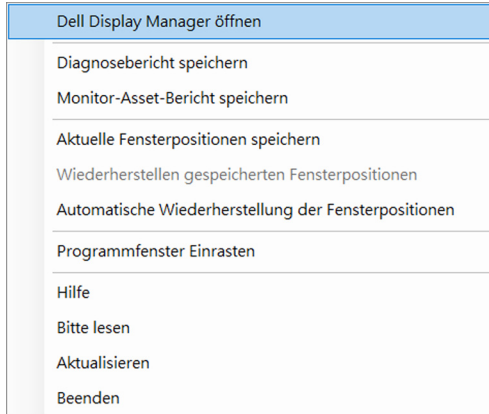 Dell Display Manager öffnen
Diagnosebericht speichern
Monitor-Asset-Bericht speichern
Aktuelle Fensterpositionen speichern
Wiederherstellen gespeicherten Fensterpositionen
Automatische Wiederherstellung der Fensterpositionen
Programmfenster Einrasten
Hilfe
Bitte lesen
Aktualisieren
Beenden